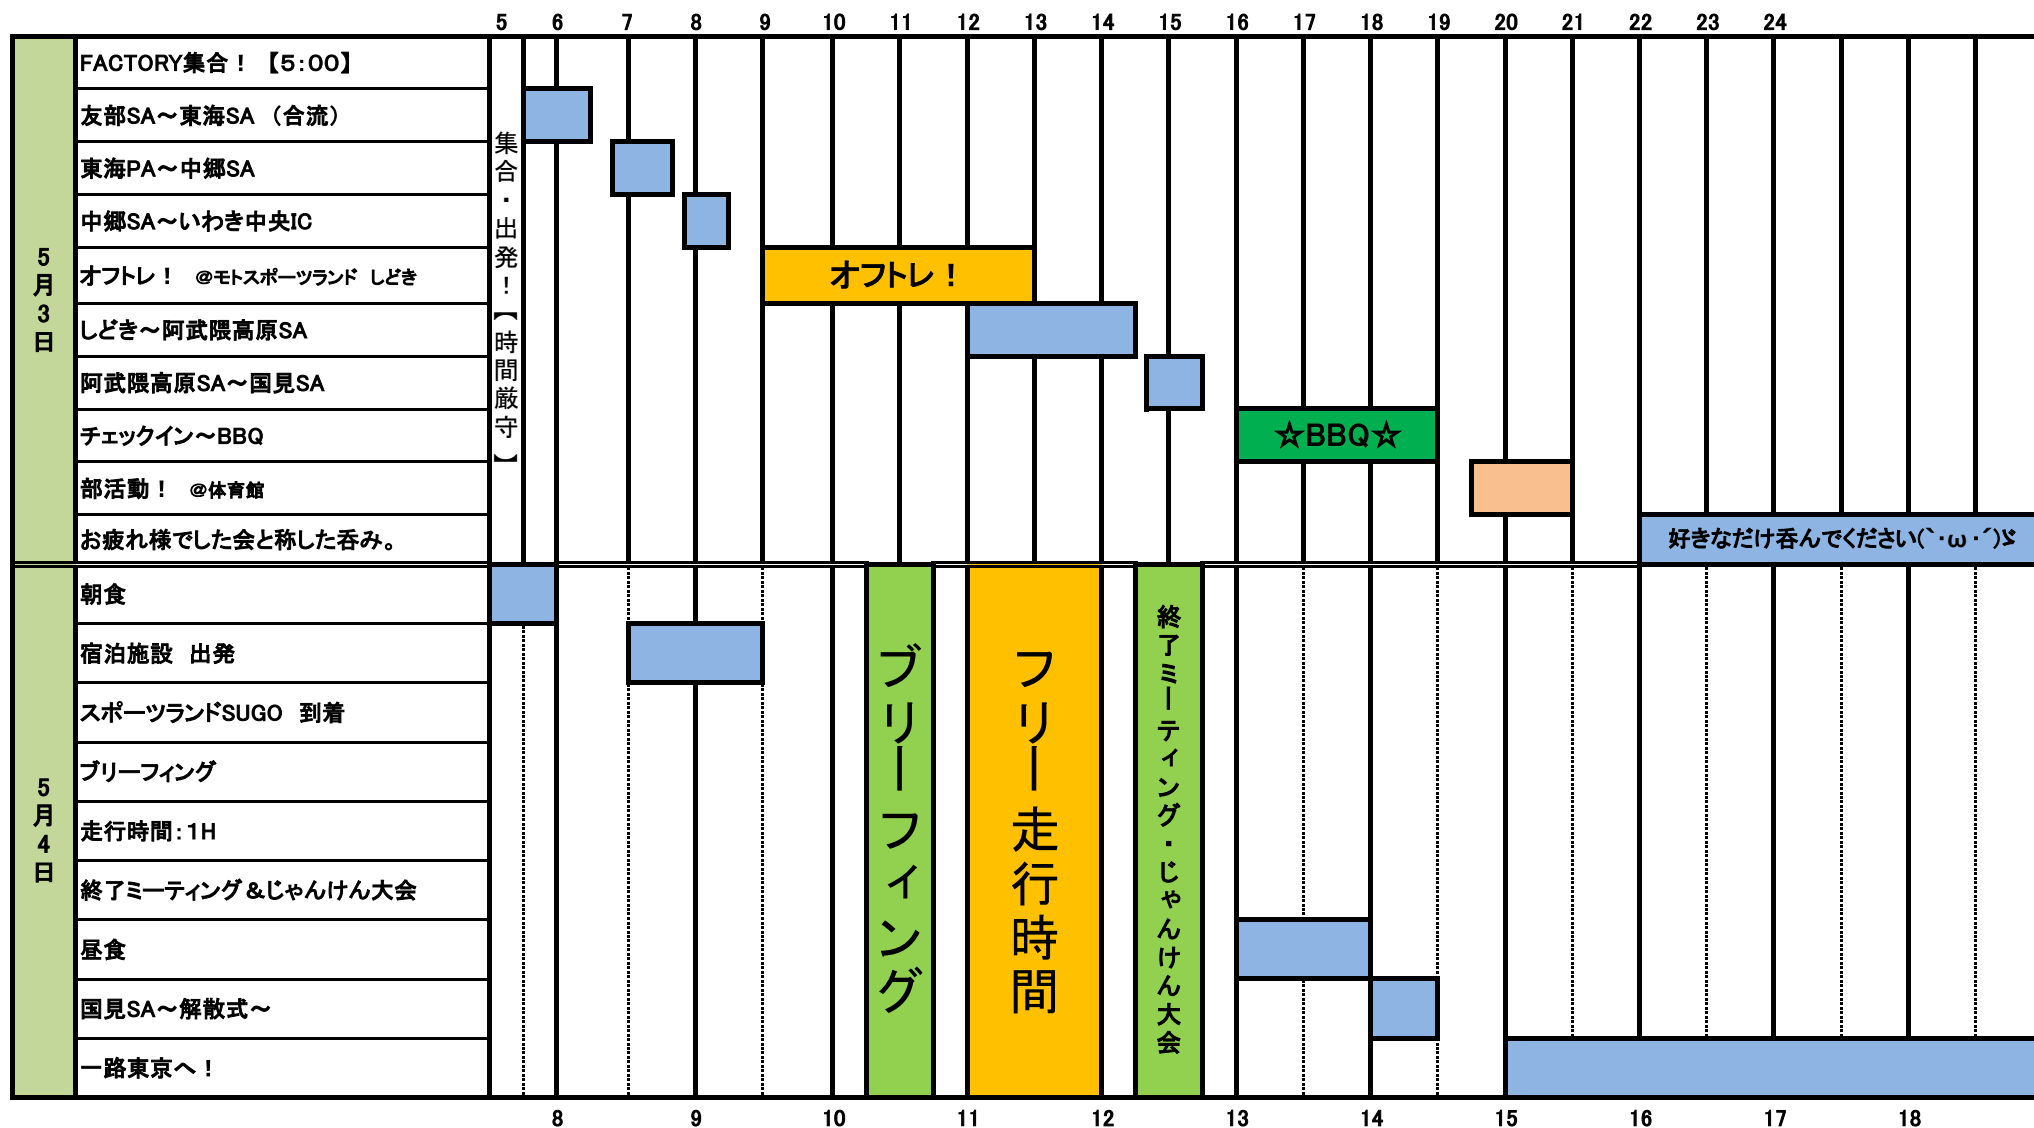 5 6 7 8 9 10 11 12 13 14 15 16 17 18 19 20 21 22 23 24
5月3日
FACTORY集合！ 【5:00】
友部SA～東海SA （合流）
東海PA～中郷SA
中郷SA～いわき中央IC
オフトレ！ @モトスポーツランド しどき
しどき～阿武隈高原SA
阿武隈高原SA～国見SA
チェックイン～BBQ
部活動！ @体育館
お疲れ様でした会と称した呑み。
集合・出発！【時間厳守】
オフトレ！
☆BBQ☆
好きなだけ呑んでください(`･ω･´)ゞ
5月4日
朝食
宿泊施設 出発
スポーツランドSUGO 到着
ブリーフィング
走行時間：1H
終了ミーティング＆じゃんけん大会
昼食
国見SA～解散式～
一路東京へ！
ブリーフィング
フリー走行時間
終了ミーティング・じゃんけん大会
8 9 10 11 12 13 14 15 16 17 18